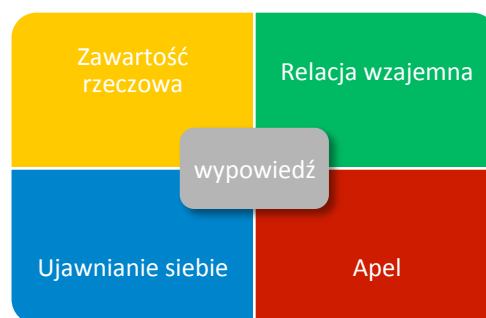 Zawartość
rzeczowa
Relacja wzajemna
wypowiedź
Ujawnianie siebie
Apel